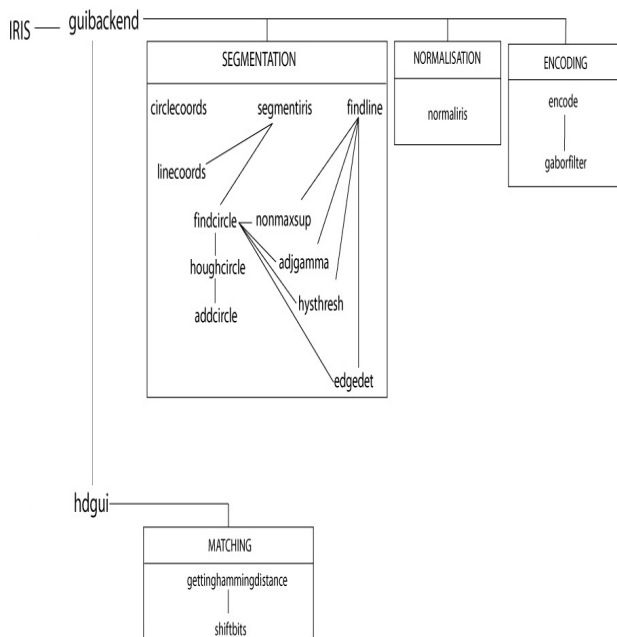 IRIS
guibackend
SEGMENTATION
NORMALISATION
ENCODING
circlecoords segmentiris findline
normaliris
encode
gaborfilter
linecoords
findcircle nonmaxsup
houghcircle adjgamma
addcircle hysthresh
edgedet
hdgui
MATCHING
gettinghammingdistance
shiftbits